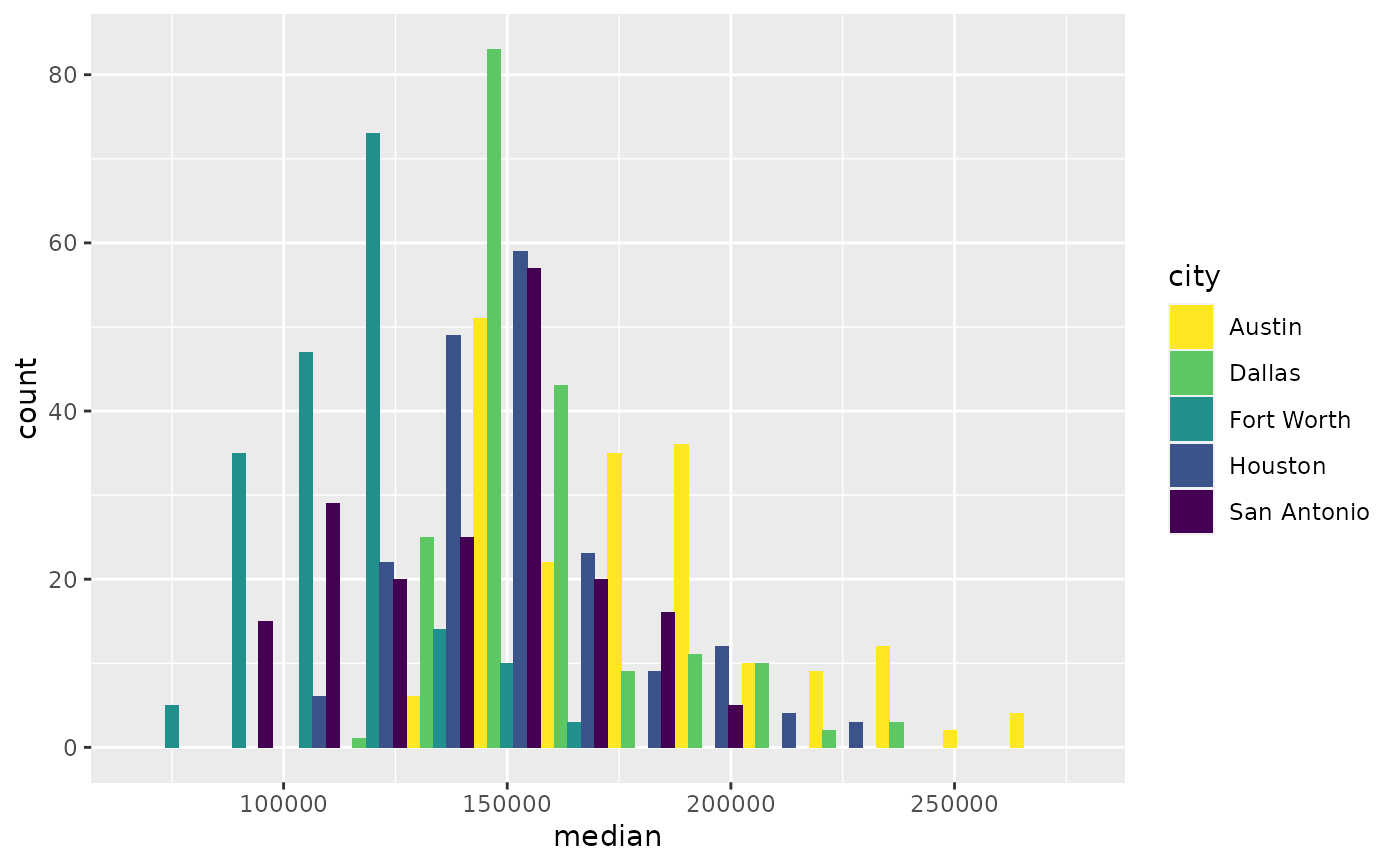 80
60
40
20
0
count
100000 150000 200000 250000
median
city
Austin
Dallas
Fort Worth
Houston
San Antonio